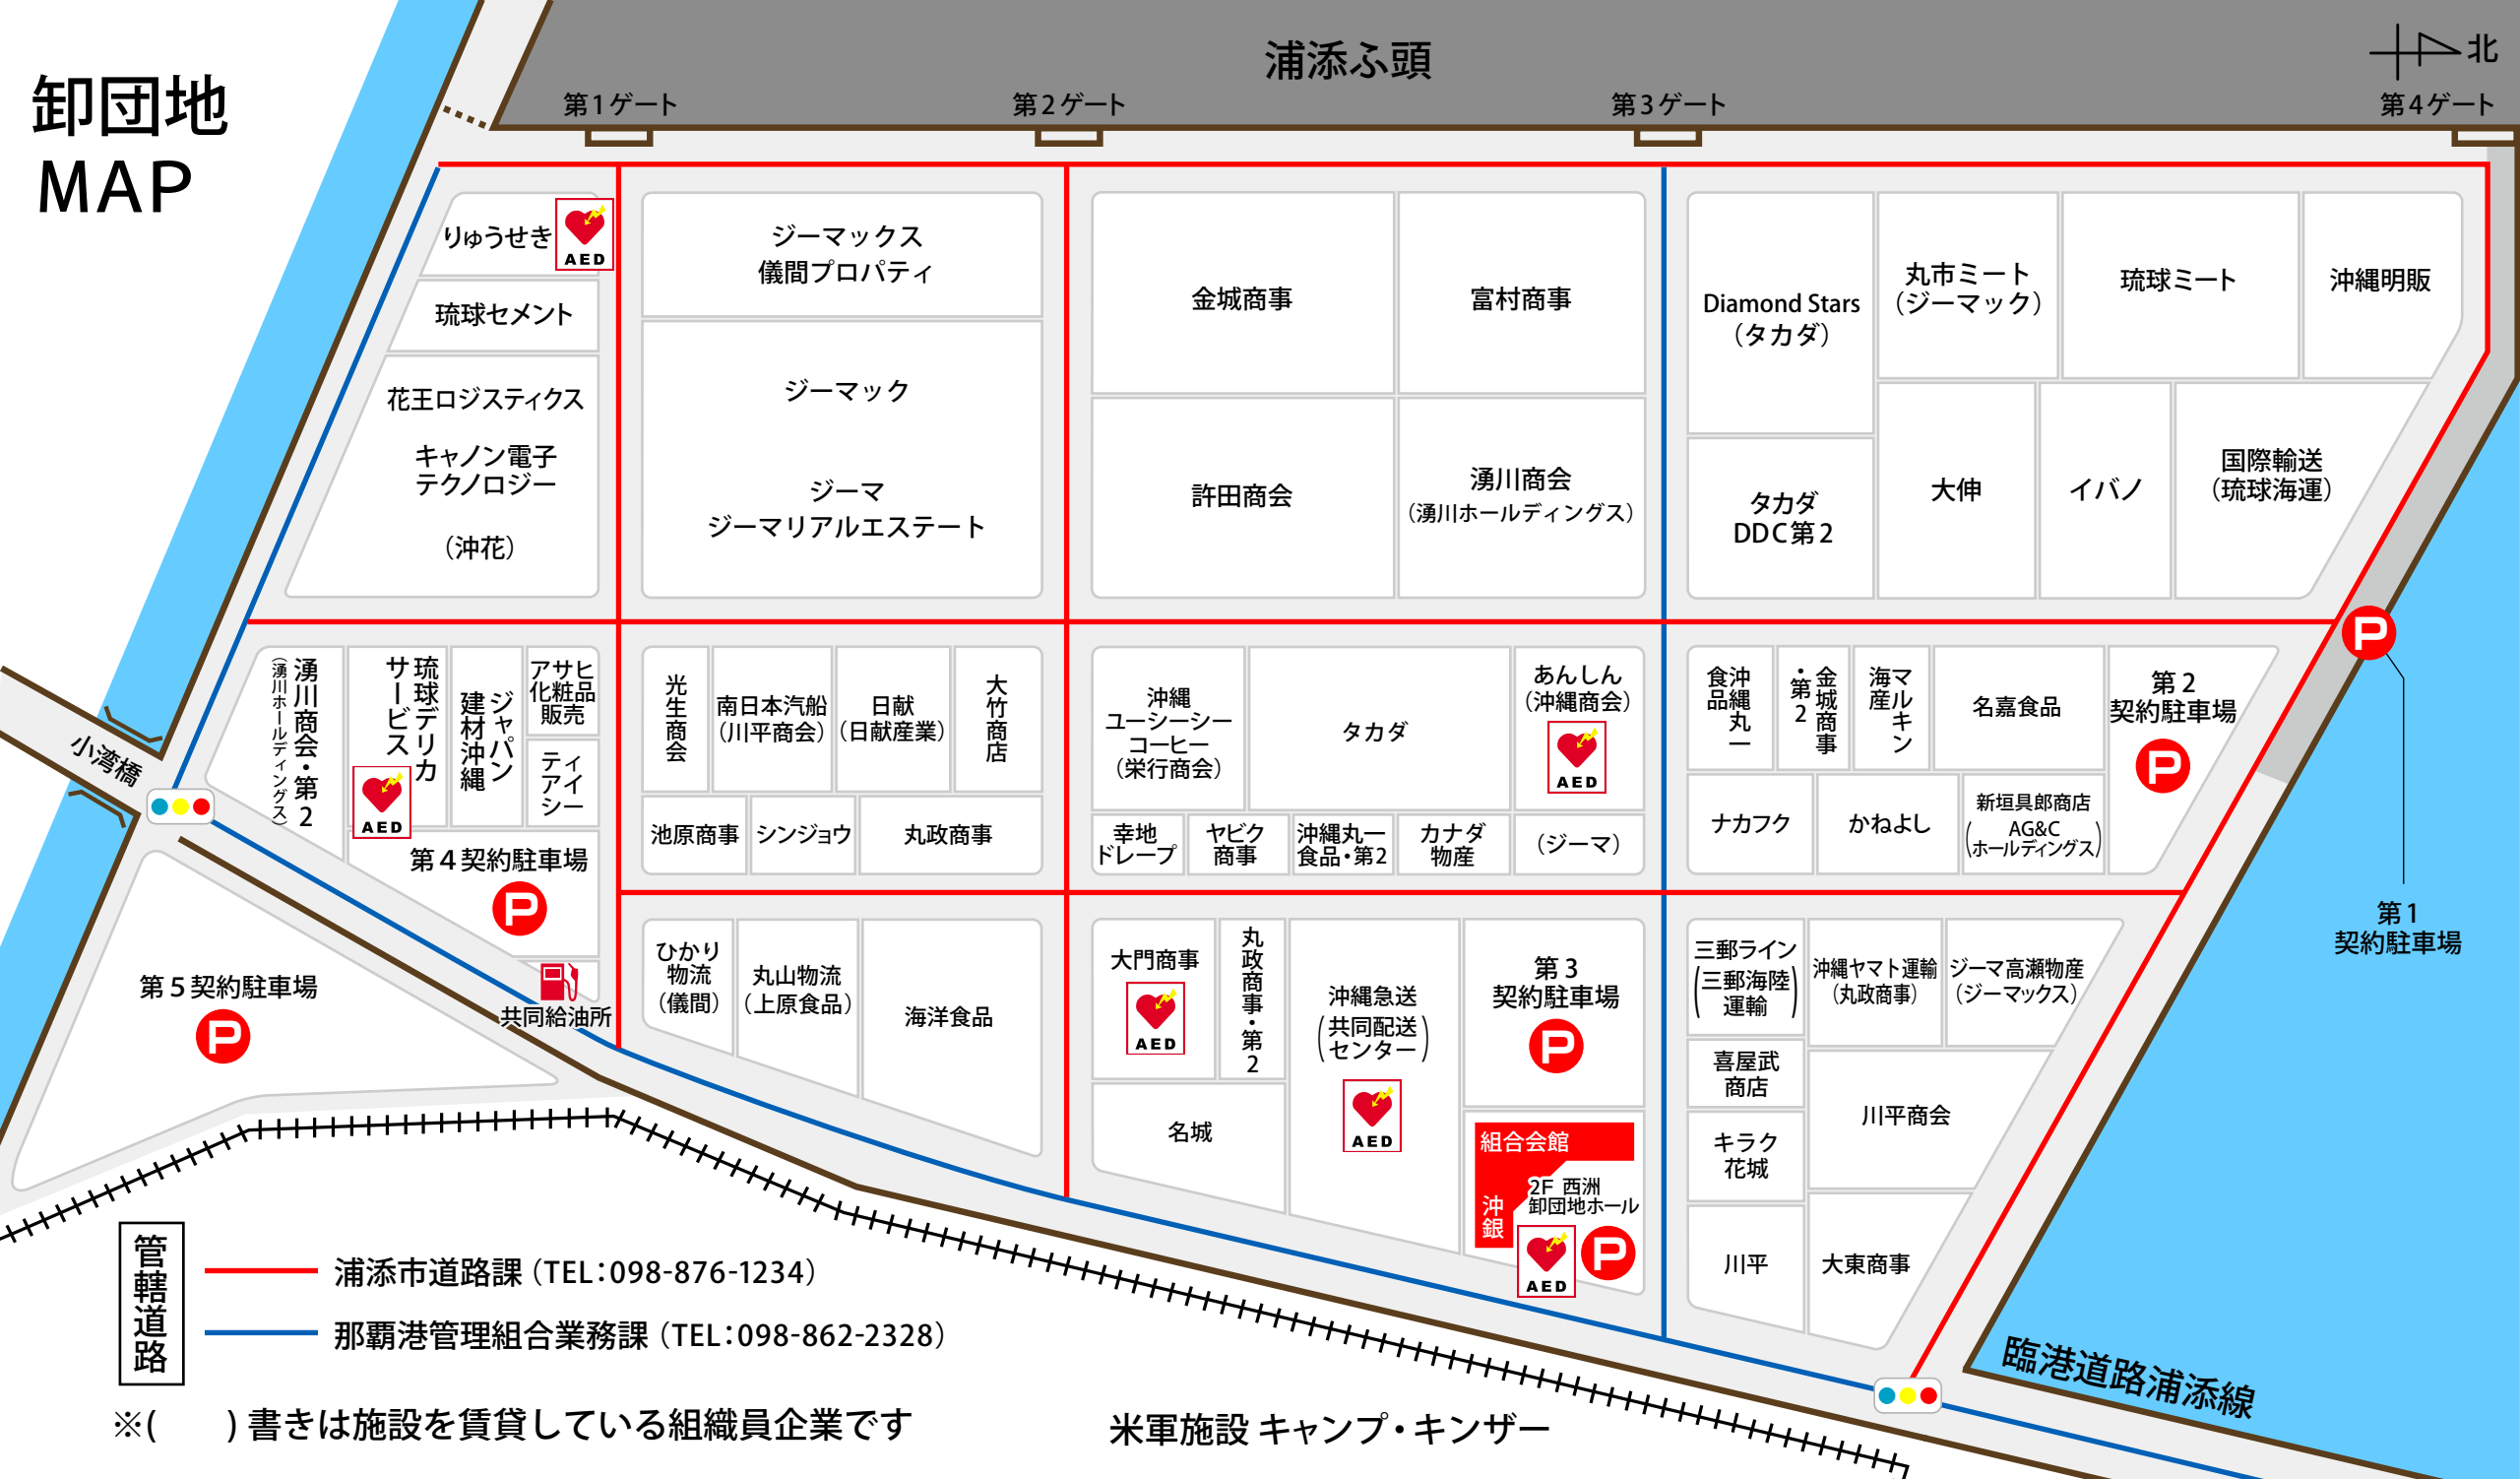 卸団地
MAP
浦添ふ頭
北
第1ゲート
第2ゲート
第3ゲート
第4ゲート
りゅうせき
AED
琉球セメント
花王ロジスティクス
キャノン電子
テクノロジー
（沖花）
ジーマックス
儀間プロパティ
ジーマック
ジーマ
ジーマリアルエステート
金城商事
富村商事
許田商会
湧川商会
（湧川ホールディングス）
Diamond Stars
（タカダ）
丸市ミート
（ジーマック）
琉球ミート
沖縄明販
タカダ
DDC第2
大伸
イバノ
国際輸送
（琉球海運）
小湾橋
湧川商会・第2
（湧川ホールディングス）
琉球デリカ
サービス
AED
ジャパン
建材沖縄
アサヒ
化粧品
販売
ティ
アイ
シー
第4契約駐車場
P
光生商会
南日本汽船
（川平商会）
日献
（日献産業）
大竹商店
池原商事
シンジョウ
丸政商事
沖縄
ユーシーシー
コーヒー
（栄行商会）
タカダ
あんしん
（沖縄商会）
AED
幸地
ドレープ
ヤビク
商事
沖縄丸一
食品・第2
カナダ
物産
（ジーマ）
沖縄丸一
食品
金城商事
・第2
マルキン
海産
名嘉食品
第2
契約駐車場
P
ナカフク
かねよし
新垣具郎商店
（AG&C
ホールディングス）
P
第1
契約駐車場
第5契約駐車場
P
共同給油所
ひかり
物流
（儀間）
丸山物流
（上原食品）
海洋食品
大門商事
AED
丸政商事・第2
名城
沖縄急送
（共同配送
センター）
AED
第3
契約駐車場
P
組合会館
沖銀
2F 西洲
卸団地ホール
AED
P
三郵ライン
（三郵海陸
運輸）
沖縄ヤマト運輸
（丸政商事）
ジーマ高瀬物産
（ジーマックス）
喜屋武
商店
川平商会
キラク
花城
川平
大東商事
臨港道路浦添線
管轄道路
浦添市道路課（TEL：098-876-1234）
那覇港管理組合業務課（TEL：098-862-2328）
※(　　)書きは施設を賃貸している組織員企業です
米軍施設 キャンプ・キンザー